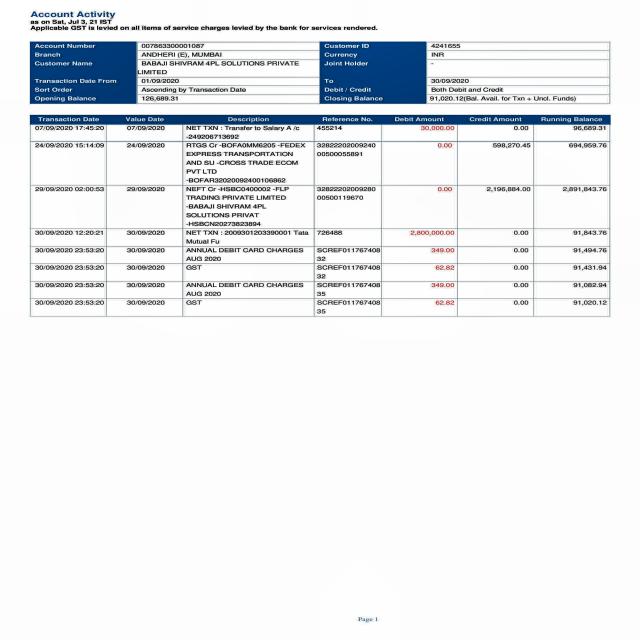 Account Activity
as on Sat, Jul 3, 21 IST
Applicable GST is levied on all items of service charges levied by the bank for services rendered.
Account Number 007863300001087 Customer ID 4241655
Branch ANDHERI (E), MUMBAI Currency INR
Customer Name BABAJI SHIVRAM 4PL SOLUTIONS PRIVATE Joint Holder -
LIMITED
Transaction Date From 01/09/2020 To 30/09/2020
Sort Order Ascending by Transaction Date Debit / Credit Both Debit and Credit
Opening Balance 126,689.31 Closing Balance 91,020.12(Bal. Avail. for Txn + Uncl. Funds)
Transaction Date Value Date Description Reference No. Debit Amount Credit Amount Running Balance
07/09/2020 17:45:20 07/09/2020 NET TXN : Transfer to Salary A /c 455214 30,000.00 0.00 96,689.31
-249206713692
24/09/2020 15:14:09 24/09/2020 RTGS Cr -BOFA0MM6205 -FEDEX 32822202009240 0.00 598,270.45 694,959.76
EXPRESS TRANSPORTATION 00500055891
AND SU -CROSS TRADE ECOM
PVT LTD
-BOFAR32020092400106862
29/09/2020 02:00:53 29/09/2020 NEFT Cr -HSBC0400002 -FLP 32822202009280 0.00 2,196,884.00 2,891,843.76
TRADING PRIVATE LIMITED 00500119670
-BABAJI SHIVRAM 4PL
SOLUTIONS PRIVAT
-HSBCN20273823894
30/09/2020 12:20:21 30/09/2020 NET TXN : 2009301203390001 Tata 726488 2,800,000.00 0.00 91,843.76
Mutual Fu
30/09/2020 23:53:20 30/09/2020 ANNUAL DEBIT CARD CHARGES SCREF011767408 349.00 0.00 91,494.76
AUG 2020 32
30/09/2020 23:53:20 30/09/2020 GST SCREF011767408 62.82 0.00 91,431.94
32
30/09/2020 23:53:20 30/09/2020 ANNUAL DEBIT CARD CHARGES SCREF011767408 349.00 0.00 91,082.94
AUG 2020 35
30/09/2020 23:53:20 30/09/2020 GST SCREF011767408 62.82 0.00 91,020.12
35
Page 1